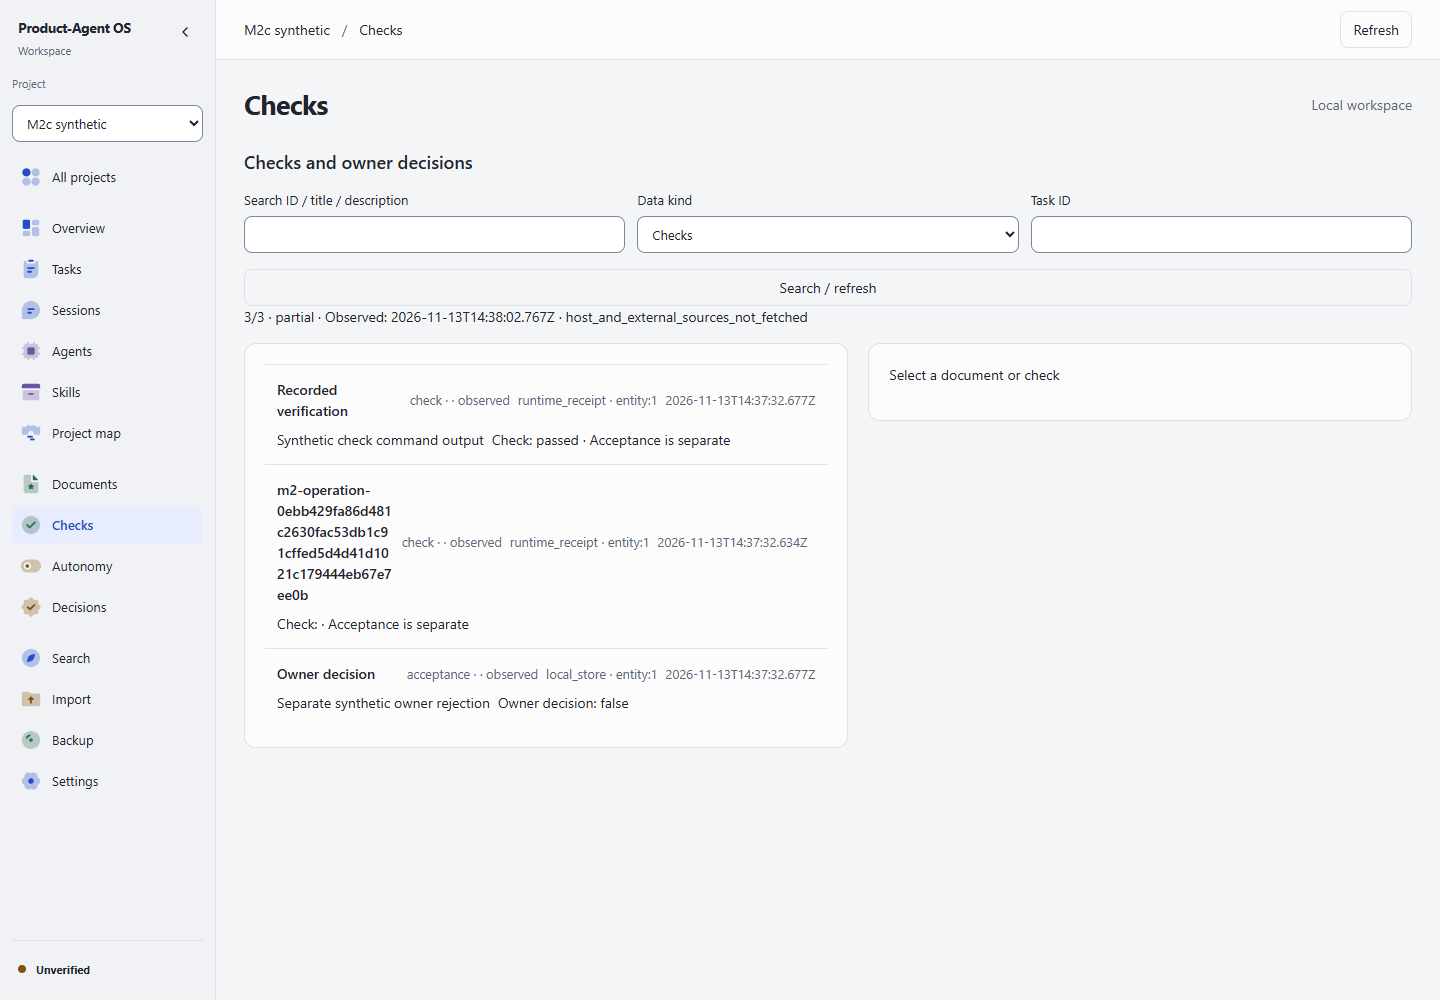 Product-Agent OS
Workspace
Project
M2c synthetic
All projects
Overview
Tasks
Sessions
Agents
Skills
Project map
Documents
Checks
Autonomy
Decisions
Search
Import
Backup
Settings
Unverified
M2c synthetic / Checks
Refresh
Checks
Local workspace
Checks and owner decisions
Search ID / title / description
Data kind
Task ID
Checks
Search / refresh
3/3 · partial · Observed: 2026-11-13T14:38:02.767Z · host_and_external_sources_not_fetched
Recorded
verification
check · · observed runtime_receipt · entity:1 2026-11-13T14:37:32.677Z
Synthetic check command output Check: passed · Acceptance is separate
m2-operation-
0ebb429fa86d481
c2630fac53db1c9
1cffed5d4d41d10
21c179444eb67e7
ee0b
check · · observed runtime_receipt · entity:1 2026-11-13T14:37:32.634Z
Check: · Acceptance is separate
Owner decision
acceptance · · observed local_store · entity:1 2026-11-13T14:37:32.677Z
Separate synthetic owner rejection Owner decision: false
Select a document or check